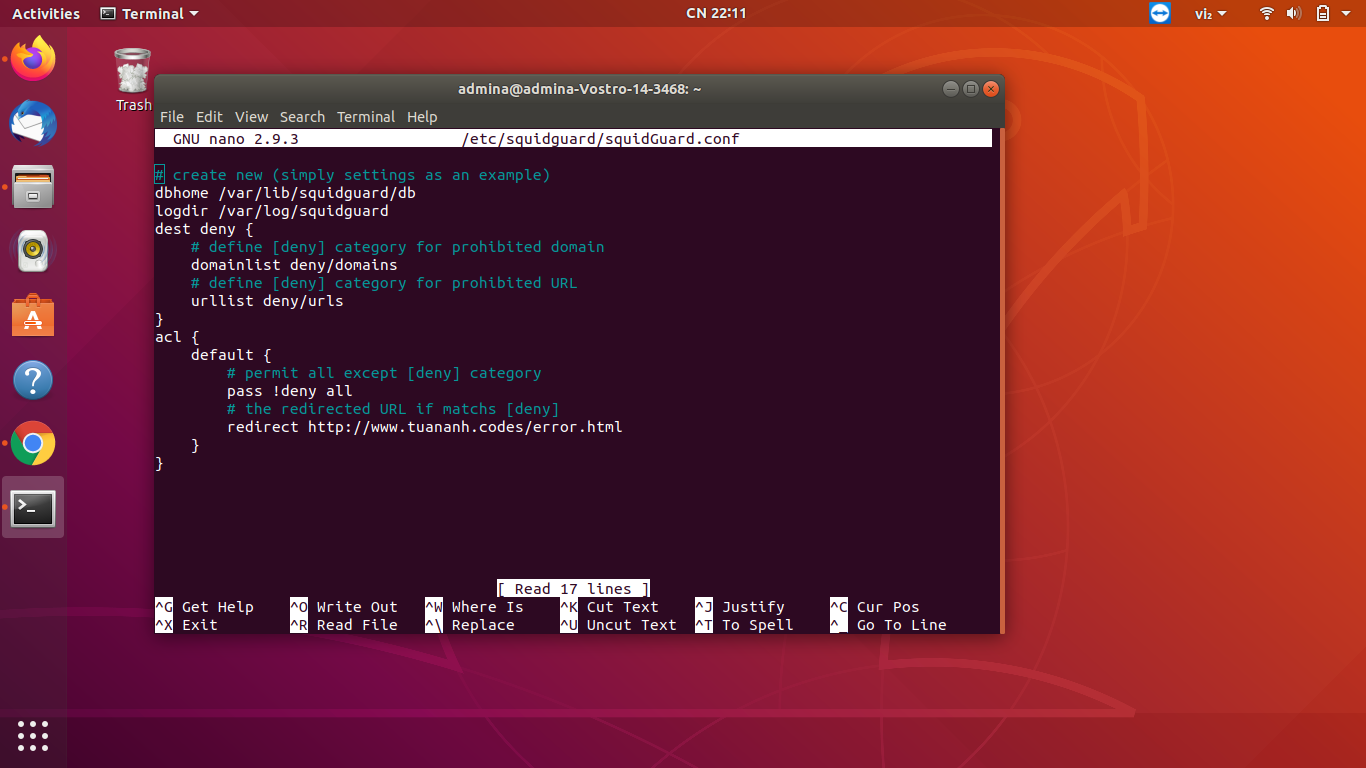 Activities
Terminal
CN 22:11
vi₂
Trash
admina@admina-Vostro-14-3468: ~
File Edit View Search Terminal Help
GNU nano 2.9.3 /etc/squidguard/squidGuard.conf
# create new (simply settings as an example)
dbhome /var/lib/squidguard/db
logdir /var/log/squidguard
dest deny {
    # define [deny] category for prohibited domain
    domainlist deny/domains
    # define [deny] category for prohibited URL
    urllist deny/urls
}
acl {
    default {
        # permit all except [deny] category
        pass !deny all
        # the redirected URL if matchs [deny]
        redirect http://www.tuananh.codes/error.html
    }
}
[ Read 17 lines ]
^G Get Help ^O Write Out ^W Where Is ^K Cut Text ^J Justify ^C Cur Pos
^X Exit ^R Read File ^\ Replace ^U Uncut Text ^T To Spell ^_ Go To Line